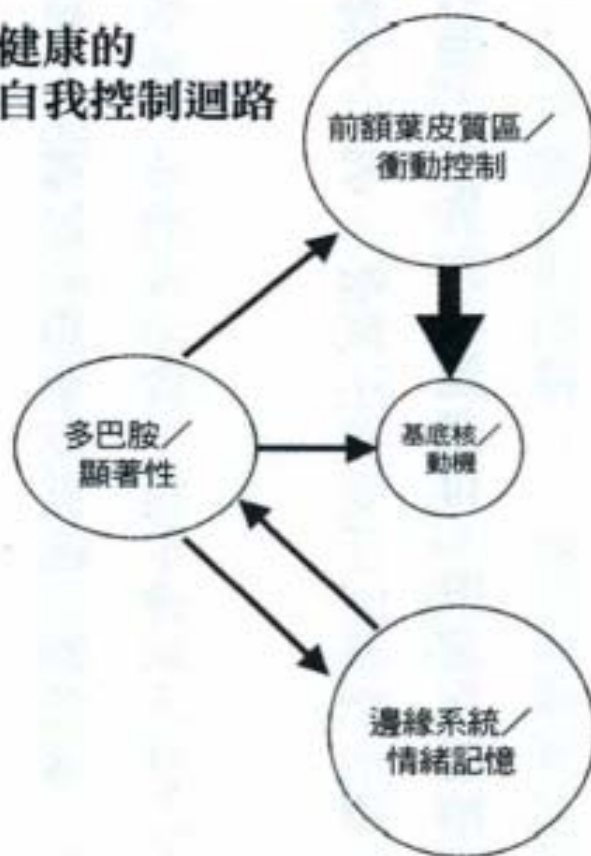 健康的
自我控制迴路
前額葉皮質區／
衝動控制
多巴胺／
顯著性
基底核／
動機
邊緣系統／
情緒記憶